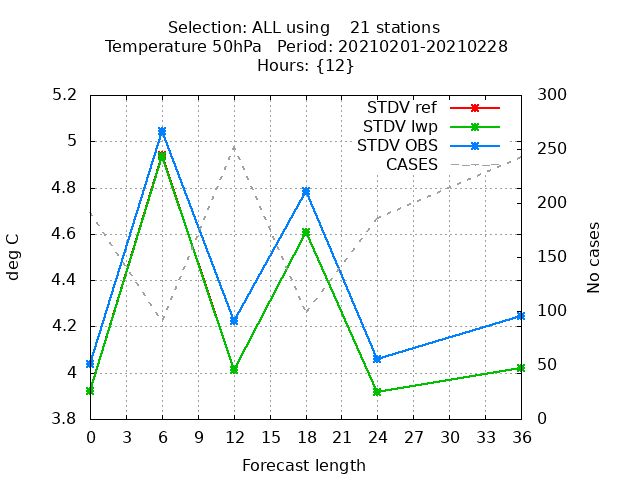 Selection: ALL using    21 stations
Temperature 50hPa   Period: 20210201-20210228
Hours: {12}
5.2
5
4.8
4.6
4.4
4.2
4
3.8
deg C
STDV ref
STDV lwp
STDV OBS
CASES
300
250
200
150
100
50
0
No cases
0 3 6 9 12 15 18 21 24 27 30 33 36
Forecast length